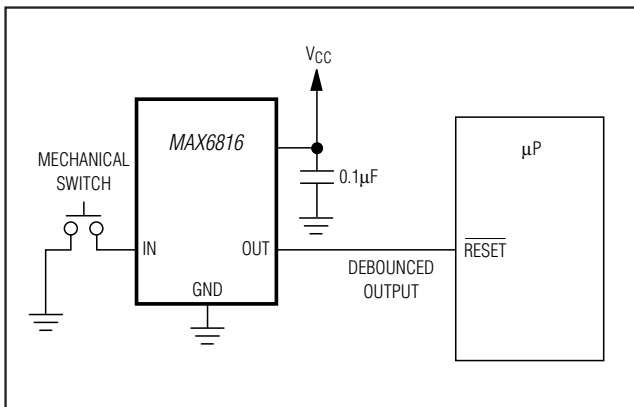 VCC
MAX6816
µP
MECHANICAL
SWITCH
0.1µF
IN
OUT
RESET
DEBOUNCED
OUTPUT
GND